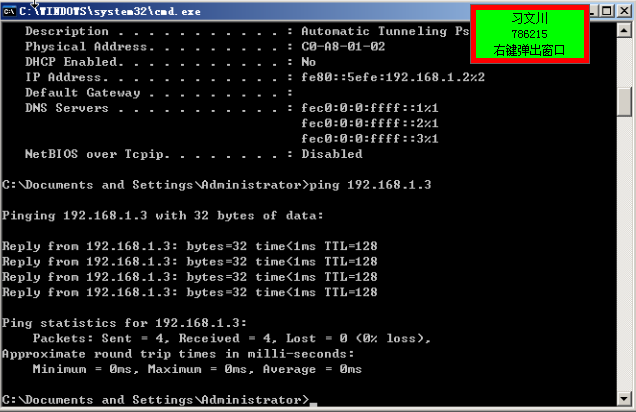 C:\WINDOWS\system32\cmd.exe
习文川
786215
右键弹出窗口
Description . . . . . . . . . . . : Automatic Tunneling Ps
Physical Address. . . . . . . . . : C0-A8-01-02
DHCP Enabled. . . . . . . . . . . : No
IP Address. . . . . . . . . . . . : fe80::5efe:192.168.1.2%2
Default Gateway . . . . . . . . . :
DNS Servers . . . . . . . . . . . : fec0:0:0:ffff::1%1
fec0:0:0:ffff::2%1
fec0:0:0:ffff::3%1
NetBIOS over Tcpip. . . . . . . . : Disabled
C:\Documents and Settings\Administrator>ping 192.168.1.3
Pinging 192.168.1.3 with 32 bytes of data:
Reply from 192.168.1.3: bytes=32 time<1ms TTL=128
Reply from 192.168.1.3: bytes=32 time<1ms TTL=128
Reply from 192.168.1.3: bytes=32 time<1ms TTL=128
Reply from 192.168.1.3: bytes=32 time<1ms TTL=128
Ping statistics for 192.168.1.3:
Packets: Sent = 4, Received = 4, Lost = 0 (0% loss),
Approximate round trip times in milli-seconds:
Minimum = 0ms, Maximum = 0ms, Average = 0ms
C:\Documents and Settings\Administrator>_